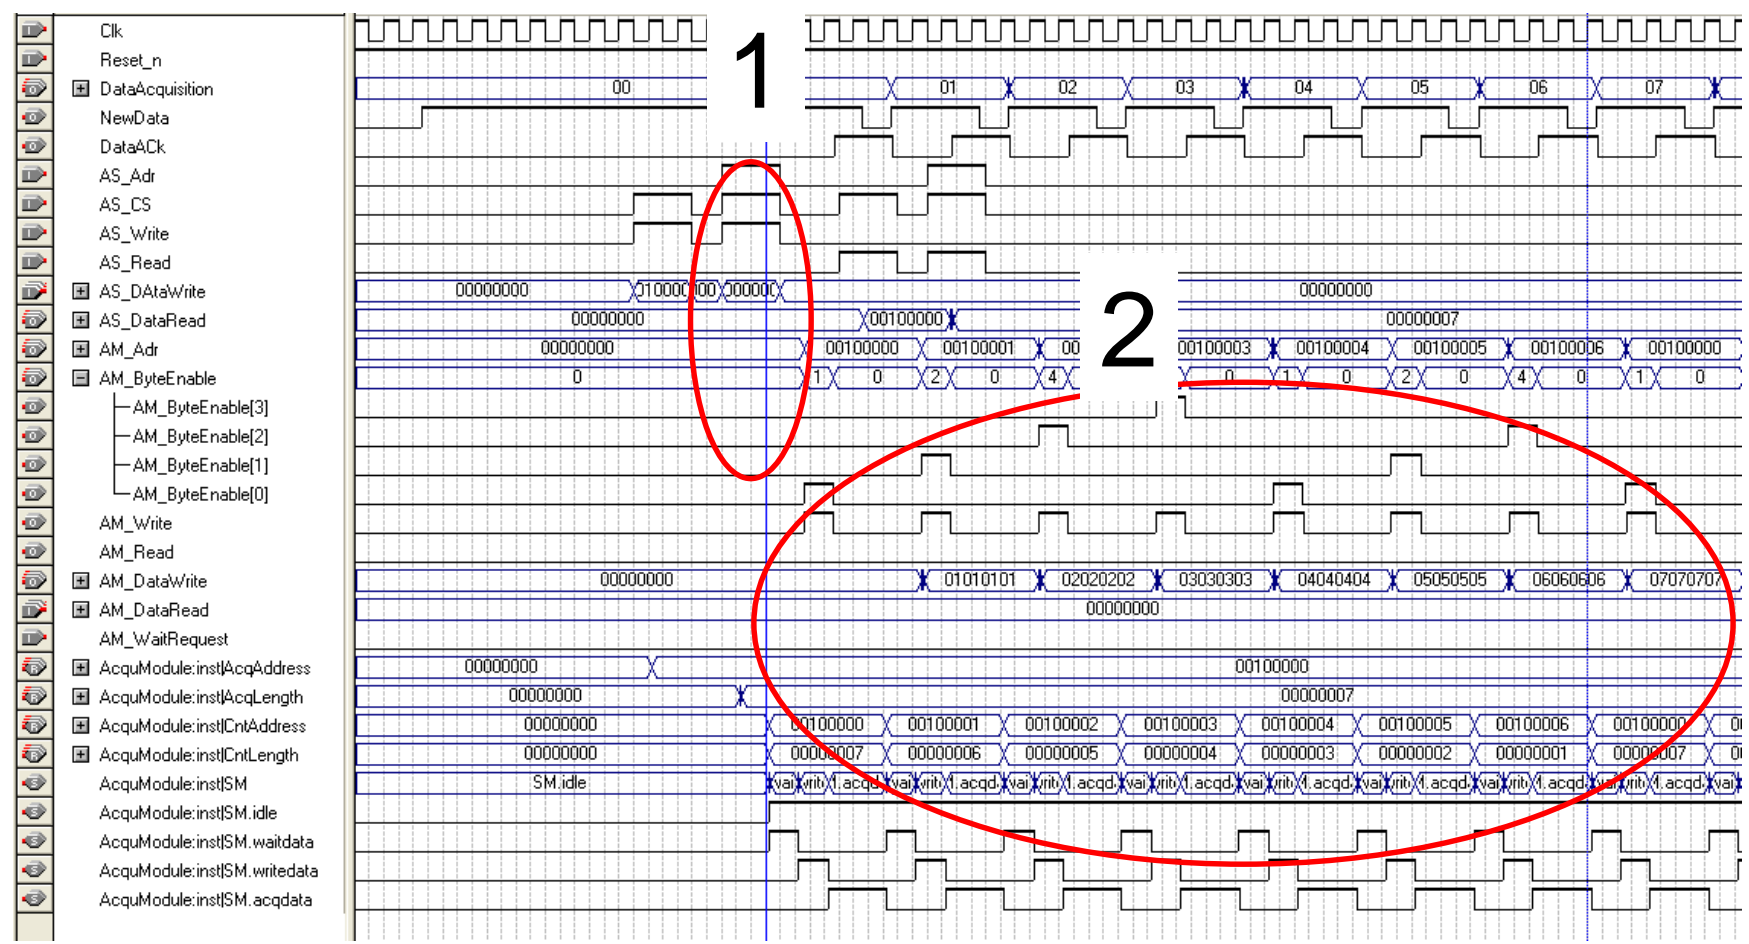 1
2
Clk
Reset_n
DataAcquisition 00 01 02 03 04 05 06 07
NewData
DataACk
AS_Adr
AS_CS
AS_Write
AS_Read
AS_DAtaWrite 00000000 00000000
AS_DataRead 00000000 00100000 00000007
AM_Adr 00000000 00100000 00100001 00 00100003 00100004 00100005 00100006 00100000
AM_ByteEnable 0 1 0 2 0 4 0 1 0 2 0 4 0 1 0
AM_ByteEnable[3]
AM_ByteEnable[2]
AM_ByteEnable[1]
AM_ByteEnable[0]
AM_Write
AM_Read
AM_DataWrite 00000000 01010101 02020202 03030303 04040404 05050505 06060606 07070707
AM_DataRead 00000000
AM_WaitRequest
AcquModule:inst|AcqAddress 00000000 00100000
AcquModule:inst|AcqLength 00000000 00000007
AcquModule:inst|CntAddress 00000000 00100000 00100001 00100002 00100003 00100004 00100005 00100006 00100000
AcquModule:inst|CntLength 00000000 00000007 00000006 00000005 00000004 00000003 00000002 00000001 00000007
AcquModule:inst|SM SM.idle
AcquModule:inst|SM.idle
AcquModule:inst|SM.waitdata
AcquModule:inst|SM.writedata
AcquModule:inst|SM.acqdata